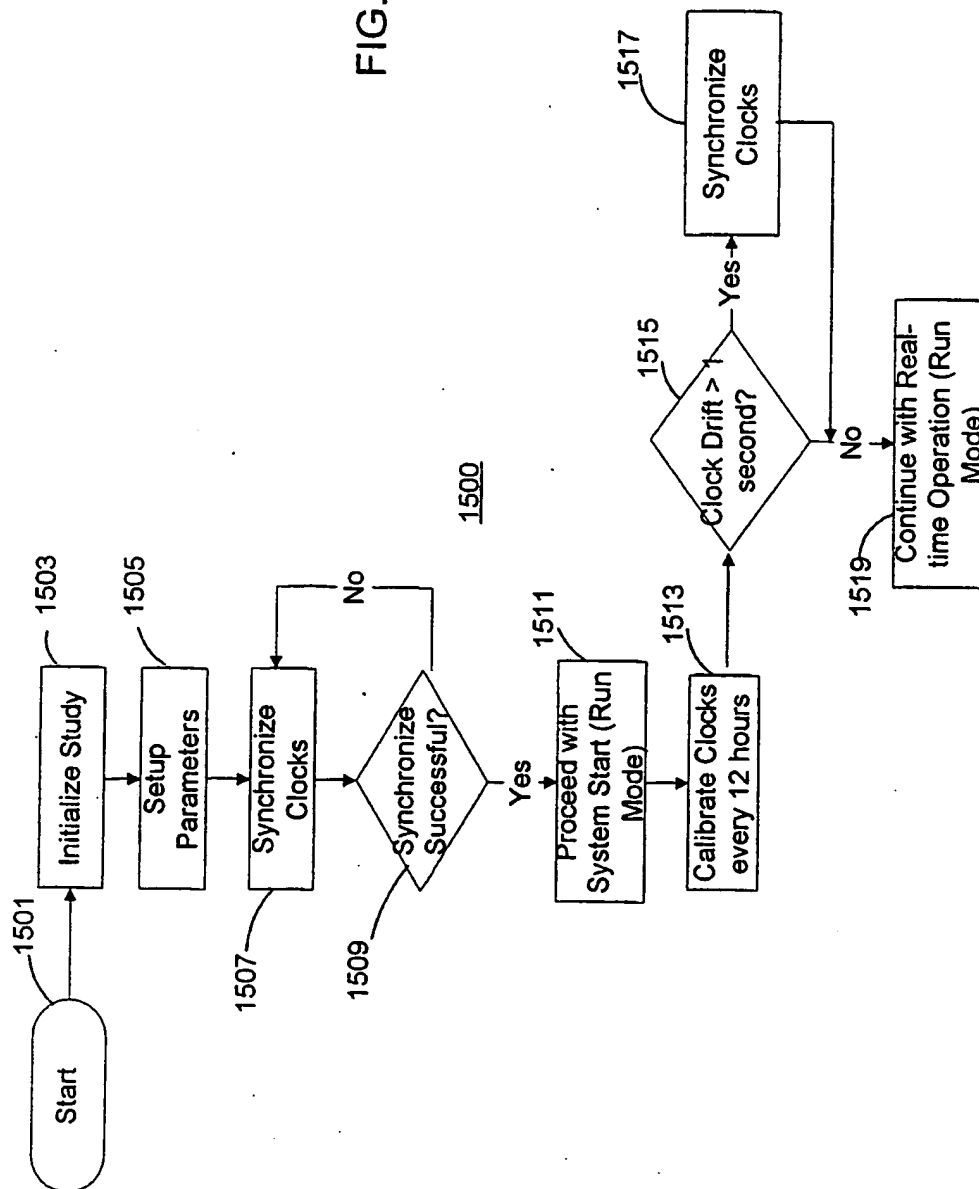 FIG.
1501
Start
1503
Initialize Study
1505
Setup
Parameters
1507
Synchronize
Clocks
1509
Synchronize
Successful?
No
Yes
1500
1511
Proceed with
System Start (Run
Mode)
1513
Calibrate Clocks
every 12 hours
1515
Clock Drift > 1
second?
Yes
1517
Synchronize
Clocks
No
1519
Continue with Real-
time Operation (Run
Mode)